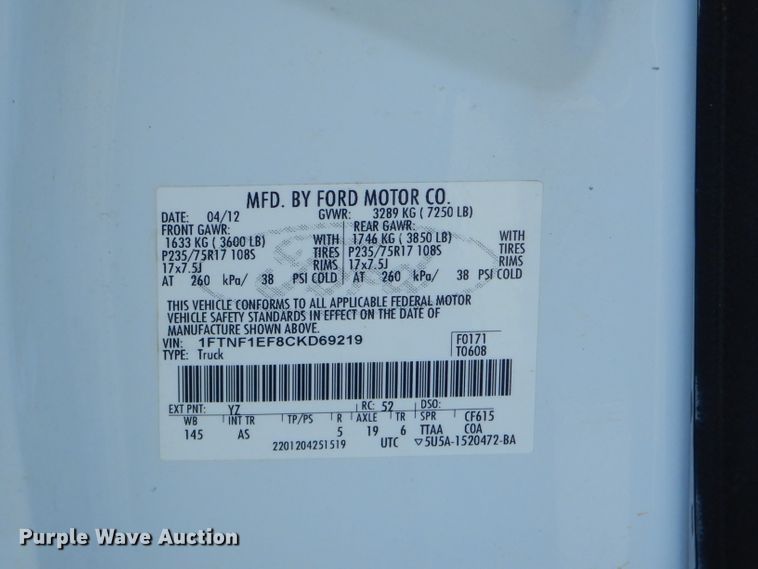 MFD. BY FORD MOTOR CO.
DATE: 04/12 GVWR: 3289 KG ( 7250 LB)
FRONT GAWR: REAR GAWR:
1633 KG ( 3600 LB) WITH 1746 KG ( 3850 LB) WITH
P235/75R17 108S TIRES P235/75R17 108S TIRES
17x7.5J RIMS 17x7.5J RIMS
AT 260 kPa/ 38 PSI COLD AT 260 kPa/ 38 PSI COLD
THIS VEHICLE CONFORMS TO ALL APPLICABLE FEDERAL MOTOR
VEHICLE SAFETY STANDARDS IN EFFECT ON THE DATE OF
MANUFACTURE SHOWN ABOVE.
VIN: 1FTNF1EF8CKD69219 F0171
TYPE: Truck T0608
EXT PNT: YZ RC: 52 DSO:
WB INT TR TP/PS R AXLE TR SPR CF615
145 AS 5 19 6 TTAA COA
2201204251519 UTC ▽5U5A-1520472-BA
Purple Wave Auction